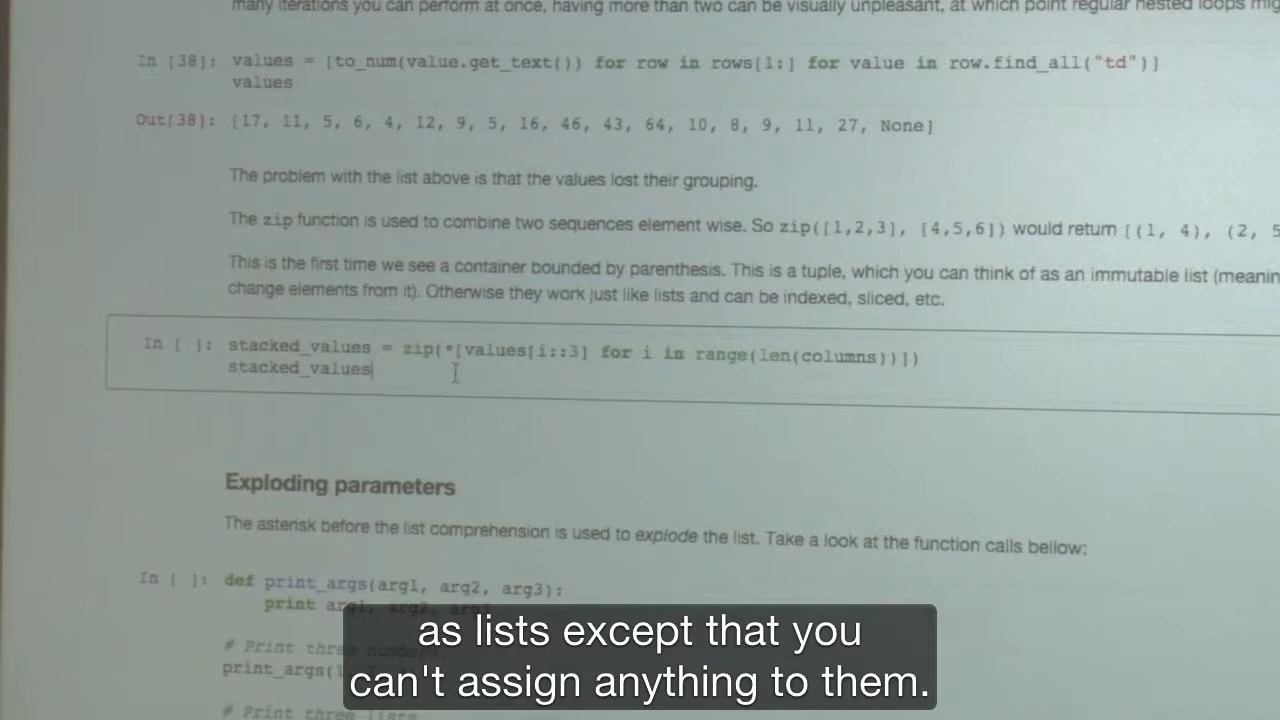 many iterations you can perform at once, having more than two can be visually unpleasant, at which point regular nested loops
In [38]: values = [to_num(value.get_text()) for row in rows[1:] for value in row.find_all("td")]
values
Out[38]: [17, 11, 5, 6, 4, 12, 9, 5, 16, 46, 43, 64, 10, 8, 9, 11, 27, None]
The problem with the list above is that the values lost their grouping.
The zip function is used to combine two sequences element wise. So zip([1,2,3], [4,5,6]) would return [(1, 4), (2, 5
This is the first time we see a container bounded by parenthesis. This is a tuple, which you can think of as an immutable list
change elements from it). Otherwise they work just like lists and can be indexed, sliced, etc.
In [ ]: stacked_values = zip(*[values[i::3] for i in range(len(columns))])
stacked_values
Exploding parameters
The asterisk before the list comprehension is used to explode the list. Take a look at the function calls bellow:
In [ ]: def print_args(arg1, arg2, arg3):
print arg1, arg2,
# Print three
print_args(
as lists except that you
can't assign anything to them.
# Print three lists